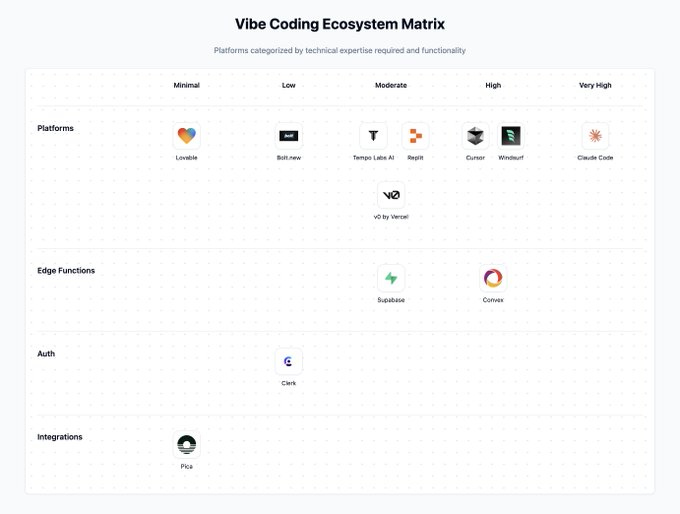 Vibe Coding Ecosystem Matrix
Platforms categorized by technical expertise required and functionality
Minimal Low Moderate High Very High
Platforms
bolt
v0
Lovable Bolt.new Tempo Labs AI Replit Cursor Windsurf Claude Code
v0 by Vercel
Edge Functions
Supabase Convex
Auth
Clerk
Integrations
Pica